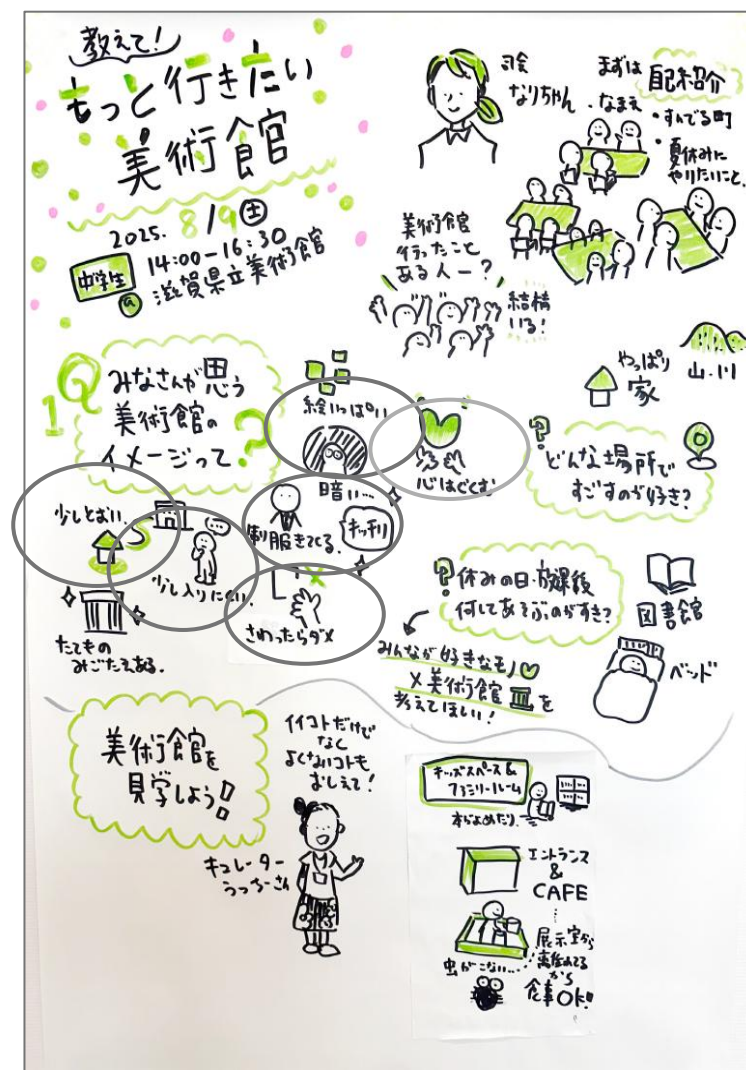 教えて!
もっと行きたい
美術館
2025. 8/9 土
中学生
14:00-16:30
滋賀県立美術館
司会
なりちゃん
まずは 自己紹介
・なまえ
・すんでる町
・夏休みに
やりたいこと。
美術館
行ったこと
ある人ー?
結構
いる!
1Q
みなさんが思う
美術館の
イメージって?
絵いっぱい
暗い…
心はぐくむ
少しとおい。
少し入りにくい。
制服きてる。
キッチリ
さわったらダメ
たてもの
みごたえある。
やっぱり
家
山・川
? どんな場所で
すごすのが好き?
? 休みの日・放課後
何してあそぶのがすき?
図書館
ベッド
みんなが好きなモノ
×美術館 を
考えてほしい!
美術館を
見学しよう!
イイコトだけで
なく
よくないコトも
おしえて!
キュレーター
うっちーさん
キッズスペース&
ファミリールーム
本がよめたり、
エントランス
&
CAFE
展示室から
離れてる
から
食事OK!!
虫がこない…